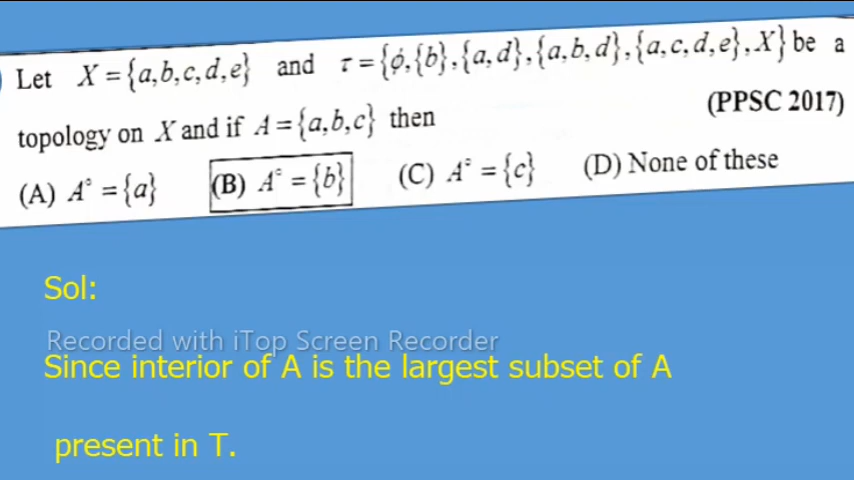 Let X = {a,b,c,d,e} and τ = {ϕ,{b},{a,d},{a,b,d},{a,c,d,e},X} be a
topology on X and if A = {a,b,c} then (PPSC 2017)
(A) A° = {a} (B) A° = {b} (C) A° = {c} (D) None of these
Sol:
Recorded with iTop Screen Recorder
Since interior of A is the largest subset of A
present in T.